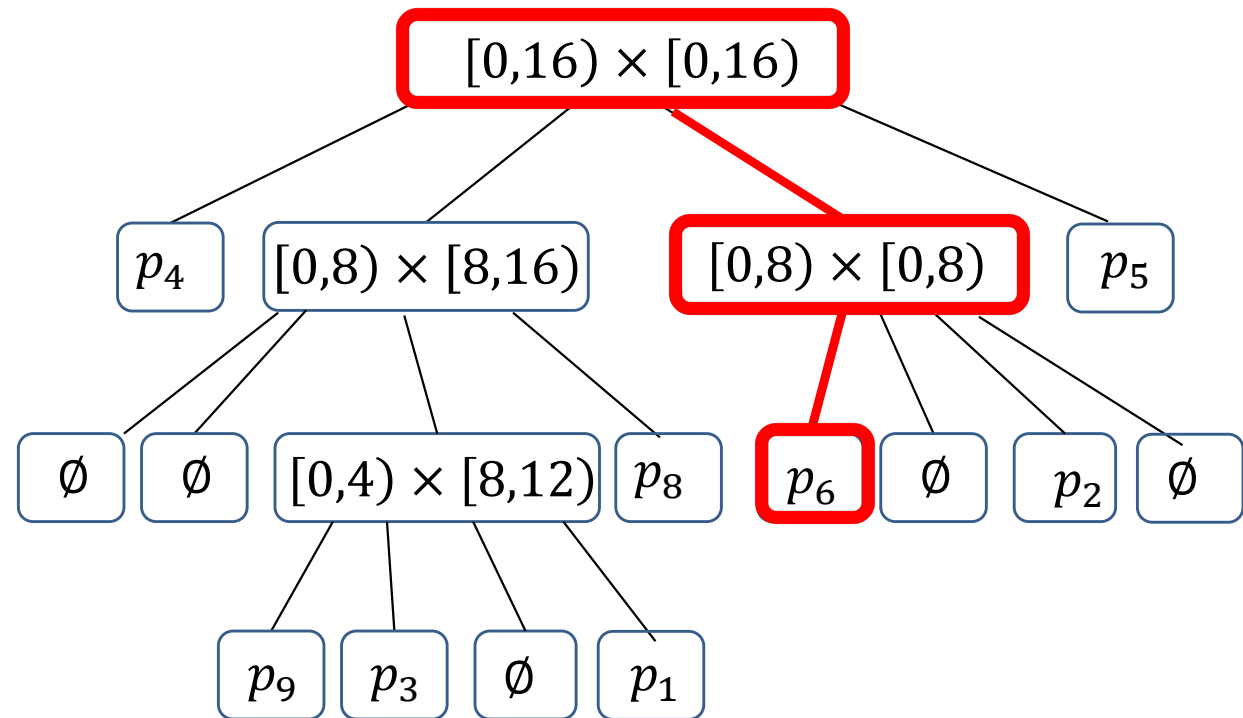 [0,16) × [0,16)
p₄ [0,8) × [8,16) [0,8) × [0,8) p₅
∅ ∅ [0,4) × [8,12) p₈ p₆ ∅ p₂ ∅
p₉ p₃ ∅ p₁